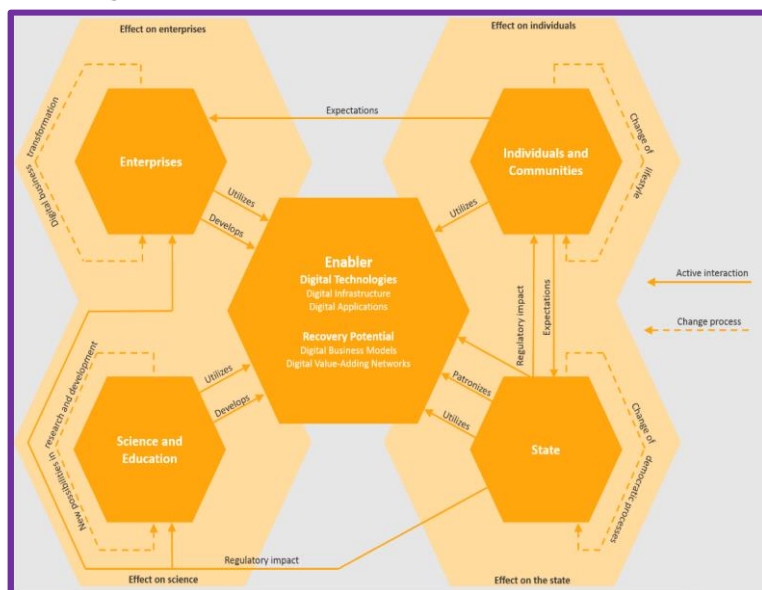 Effect on enterprises
Effect on individuals
Digital business transformation
Enterprises
Expectations
Individuals and
Communities
Change of lifestyle
Utilizes
Develops
Utilizes
Enabler
Digital Technologies
Digital Infrastructure
Digital Applications
Recovery Potential
Digital Business Models
Digital Value-Adding Networks
Active interaction
Change process
Regulatory impact
Expectations
New possibilities in research and development
Science and
Education
Utilizes
Develops
Patronizes
Utilizes
State
Change of democratic processes
Regulatory impact
Effect on science
Effect on the state